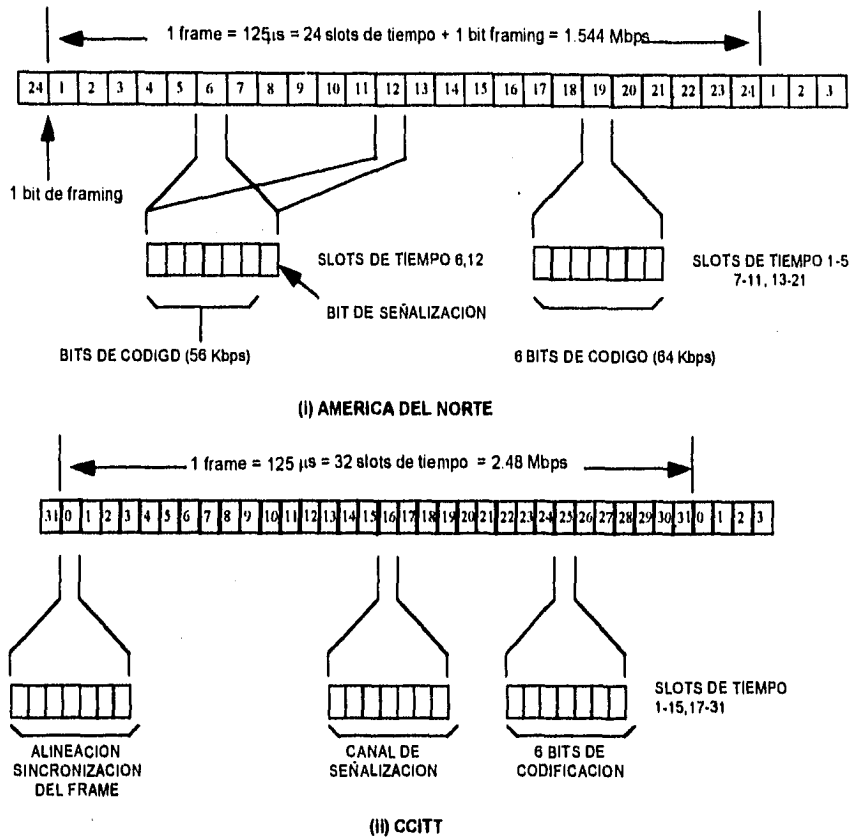 1 frame = 125µs = 24 slots de tiempo + 1 bit framing = 1.544 Mbps
24 1 2 3 4 5 6 7 8 9 10 11 12 13 14 15 16 17 18 19 20 21 22 23 24 1 2 3
1 bit de framing
SLOTS DE TIEMPO 6,12
SLOTS DE TIEMPO 1-5
7-11, 13-21
BIT DE SEÑALIZACION
BITS DE CODIGD (56 Kbps)
6 BITS DE CODIGO (64 Kbps)
(i) AMERICA DEL NORTE
1 frame = 125 µs = 32 slots de tiempo = 2.48 Mbps
31 0 1 2 3 4 5 6 7 8 9 10 11 12 13 14 15 16 17 18 19 20 21 22 23 24 25 26 27 28 29 30 31 0 1 2 3
SLOTS DE TIEMPO
1-15,17-31
ALINEACION
SINCRONIZACION
DEL FRAME
CANAL DE
SEÑALIZACION
6 BITS DE
CODIFICACION
(ii) CCITT